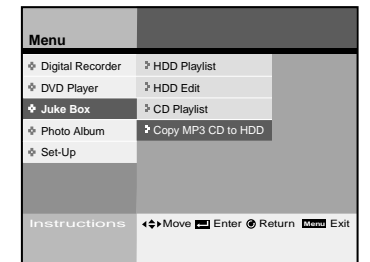 Menu
Digital Recorder
DVD Player
Juke Box
Photo Album
Set-Up
HDD Playlist
HDD Edit
CD Playlist
Copy MP3 CD to HDD
Instructions
Move Enter Return Menu Exit